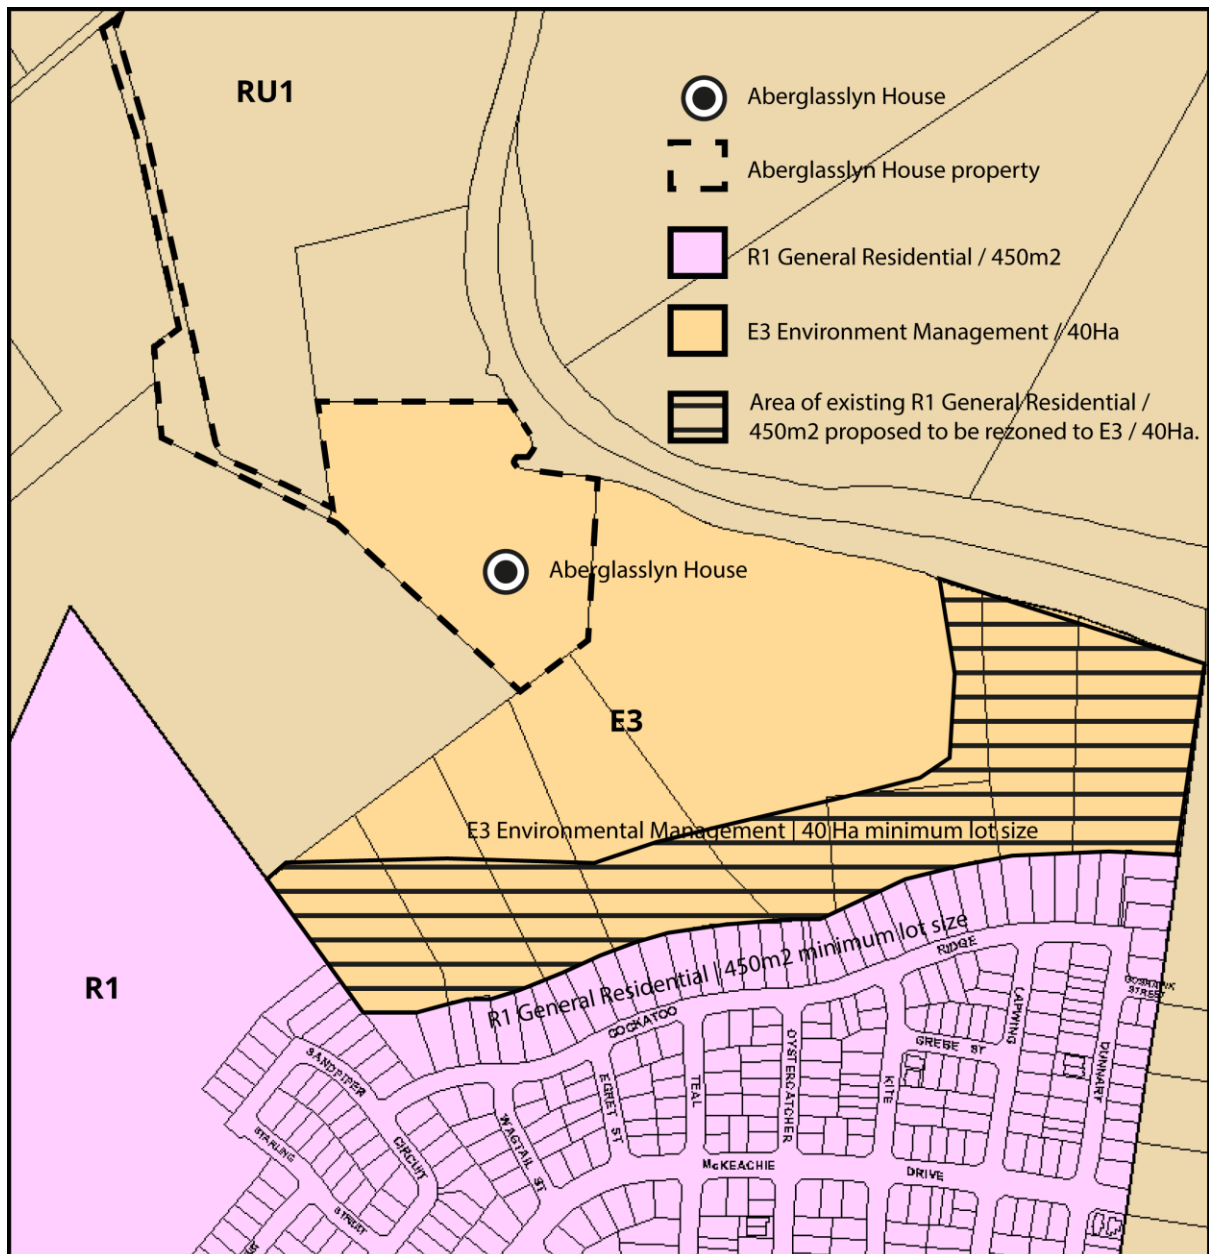 RU1
Aberglasslyn House
Aberglasslyn House property
R1 General Residential / 450m2
E3 Environment Management / 40Ha
Area of existing R1 General Residential /
450m2 proposed to be rezoned to E3 / 40Ha.
Aberglasslyn House
E3
E3 Environmental Management | 40 Ha minimum lot size
R1 General Residential | 450m2 minimum lot size
R1
RIDGE
COCKATOO
LAPWING
STREET
DUNNART
GREBE ST
SANDPIPER
CIRCUIT
STARLING
STREET
WAGTAIL ST
EGRET ST
TEAL
OYSTERCATCHER
KITE
McKEACHIE
DRIVE